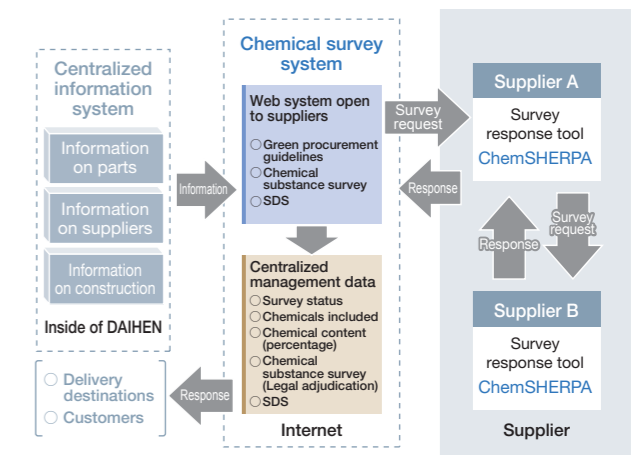 Centralized
information
system
Information
on parts
Information
on suppliers
Information
on construction
Inside of DAIHEN
Delivery
destinations
Customers
Information
Response
Chemical survey
system
Web system open
to suppliers
Green procurement
guidelines
Chemical
substance survey
SDS
Centralized
management data
Survey status
Chemicals included
Chemical content
(percentage)
Chemical
substance survey
(Legal adjudication)
SDS
Internet
Survey
request
Response
Supplier A
Survey
response tool
ChemSHERPA
Response
Survey
request
Supplier B
Survey
response tool
ChemSHERPA
Supplier